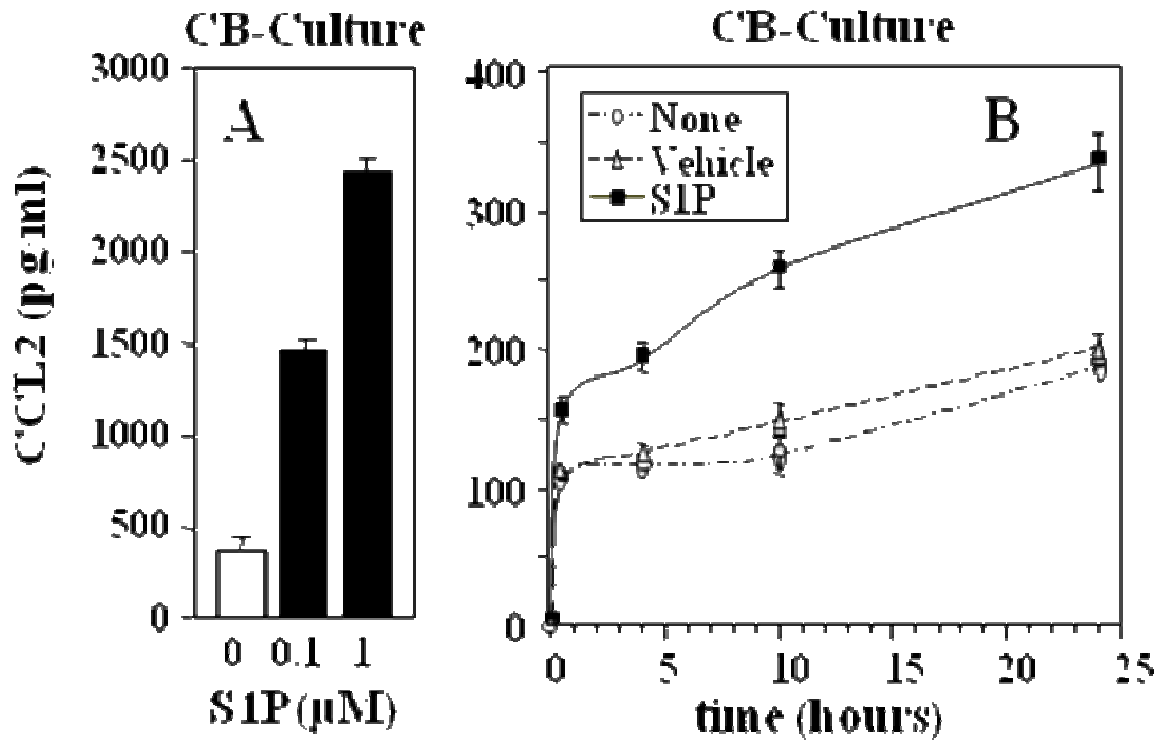 CB-Culture
A
3000
2500
2000
1500
1000
500
0
CCL2 (pg/ml)
0 0.1 1
S1P (µM)
CB-Culture
B
None
Vehicle
S1P
400
300
200
100
0
0 5 10 15 20 25
time (hours)